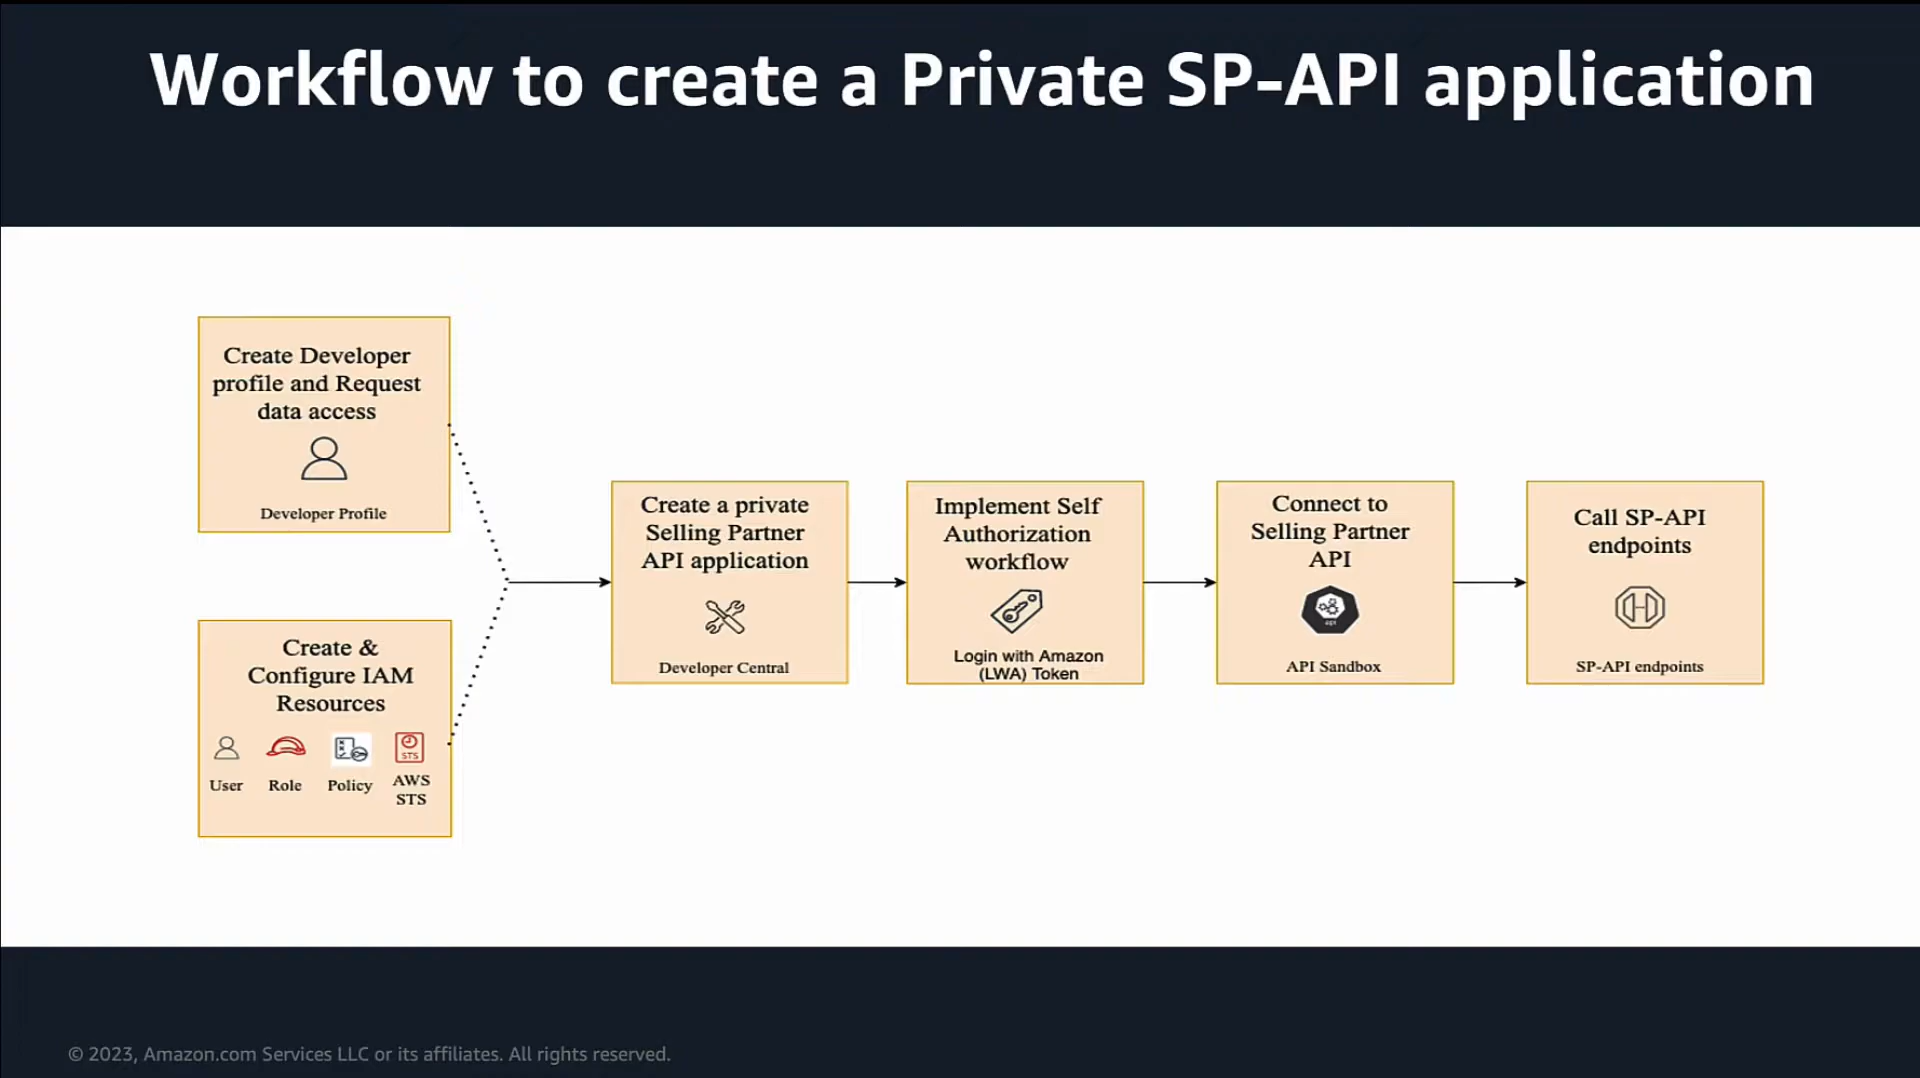 Workflow to create a Private SP-API application
Create Developer
profile and Request
data access
Developer Profile
Create &
Configure IAM
Resources
User
Role
Policy
STS
AWS
STS
Create a private
Selling Partner
API application
Developer Central
Implement Self
Authorization
workflow
Login with Amazon
(LWA) Token
Connect to
Selling Partner
API
API
API Sandbox
Call SP-API
endpoints
SP-API endpoints
© 2023, Amazon.com Services LLC or its affiliates. All rights reserved.